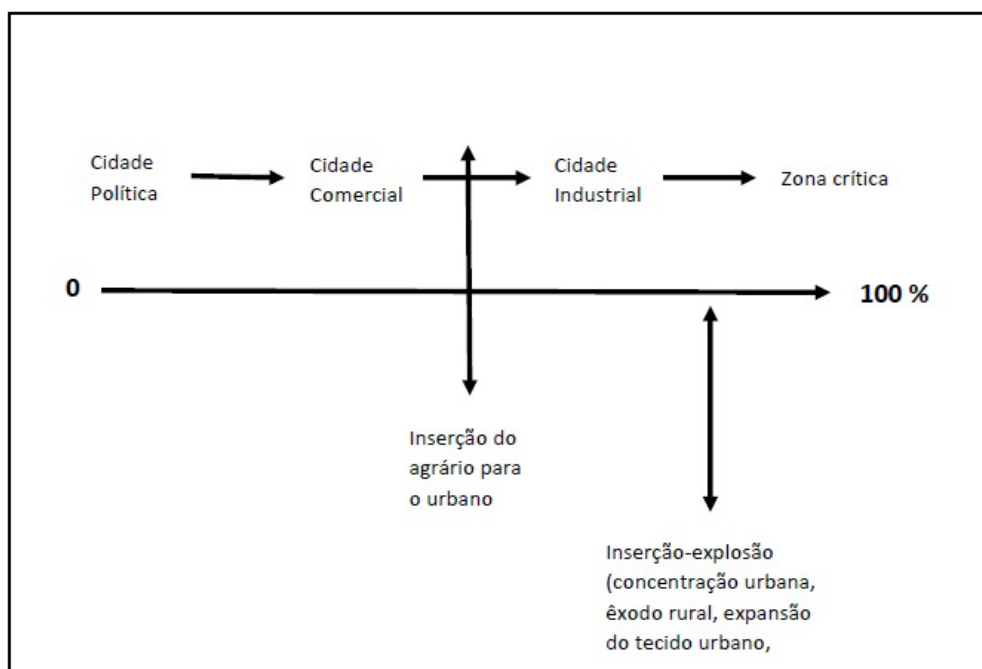 Cidade
Política
Cidade
Comercial
Cidade
Industrial
Zona crítica
0
100 %
Inserção do
agrário para
o urbano
Inserção-explosão
(concentração urbana,
êxodo rural, expansão
do tecido urbano,